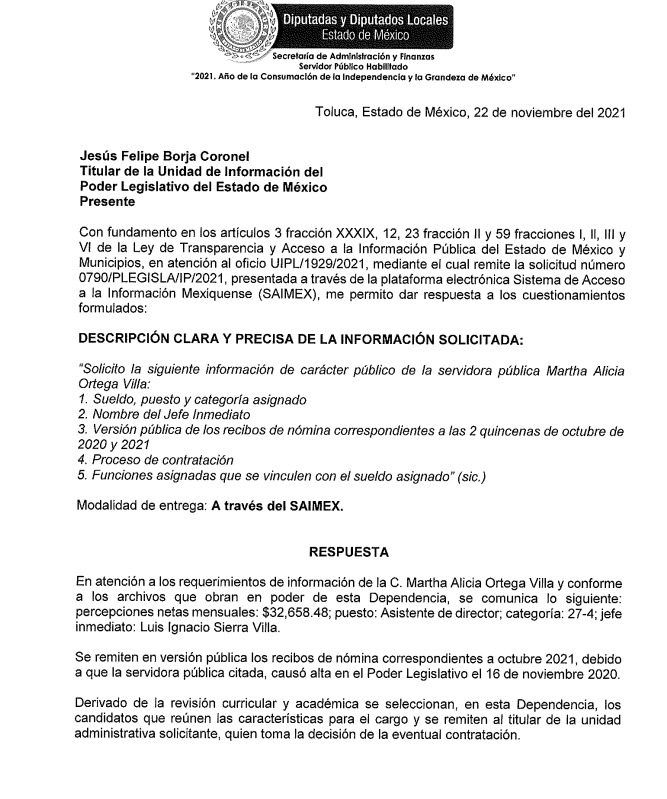 Diputadas y Diputados Locales
Estado de México
Secretaría de Administración y Finanzas
Servidor Público Habilitado
"2021. Año de la Consumación de la Independencia y la Grandeza de México"
Toluca, Estado de México, 22 de noviembre del 2021
Jesús Felipe Borja Coronel
Titular de la Unidad de Información del
Poder Legislativo del Estado de México
Presente
Con fundamento en los artículos 3 fracción XXXIX, 12, 23 fracción II y 59 fracciones I, II, III y
VI de la Ley de Transparencia y Acceso a la Información Pública del Estado de México y
Municipios, en atención al oficio UIPL/1929/2021, mediante el cual remite la solicitud número
0790/PLEGISLA/IP/2021, presentada a través de la plataforma electrónica Sistema de Acceso
a la Información Mexiquense (SAIMEX), me permito dar respuesta a los cuestionamientos
formulados:
DESCRIPCIÓN CLARA Y PRECISA DE LA INFORMACIÓN SOLICITADA:
"Solicito la siguiente información de carácter público de la servidora pública Martha Alicia
Ortega Villa:
1. Sueldo, puesto y categoría asignado
2. Nombre del Jefe Inmediato
3. Versión pública de los recibos de nómina correspondientes a las 2 quincenas de octubre de
2020 y 2021
4. Proceso de contratación
5. Funciones asignadas que se vinculen con el sueldo asignado" (sic.)
Modalidad de entrega: A través del SAIMEX.
RESPUESTA
En atención a los requerimientos de información de la C. Martha Alicia Ortega Villa y conforme
a los archivos que obran en poder de esta Dependencia, se comunica lo siguiente:
percepciones netas mensuales: $32,658.48; puesto: Asistente de director; categoría: 27-4; jefe
inmediato: Luis Ignacio Sierra Villa.
Se remiten en versión pública los recibos de nómina correspondientes a octubre 2021, debido
a que la servidora pública citada, causó alta en el Poder Legislativo el 16 de noviembre 2020.
Derivado de la revisión curricular y académica se seleccionan, en esta Dependencia, los
candidatos que reúnen las características para el cargo y se remiten al titular de la unidad
administrativa solicitante, quien toma la decisión de la eventual contratación.